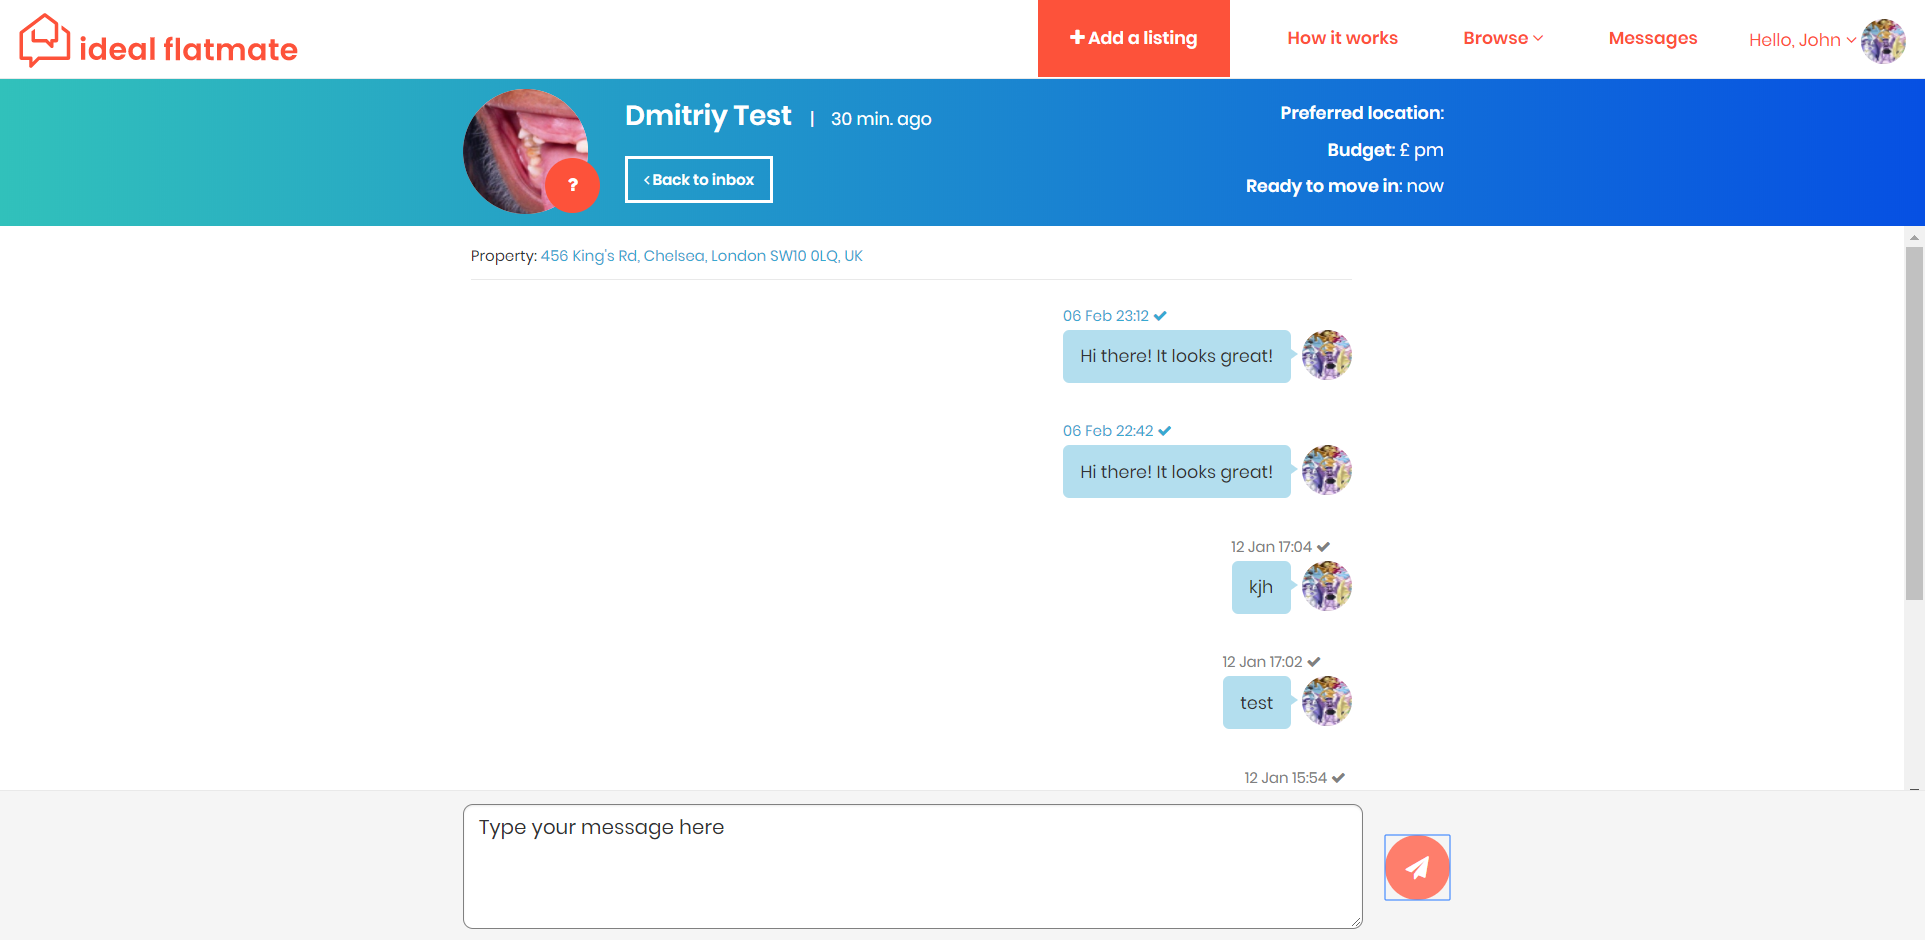 ideal flatmate
Add a listing
How it works
Browse
Messages
Hello, John
Dmitriy Test | 30 min. ago
?
Back to inbox
Preferred location:
Budget: £ pm
Ready to move in: now
Property: 456 King's Rd, Chelsea, London SW10 0LQ, UK
06 Feb 23:12
Hi there! It looks great!
06 Feb 22:42
Hi there! It looks great!
12 Jan 17:04
kjh
12 Jan 17:02
test
12 Jan 15:54
Type your message here